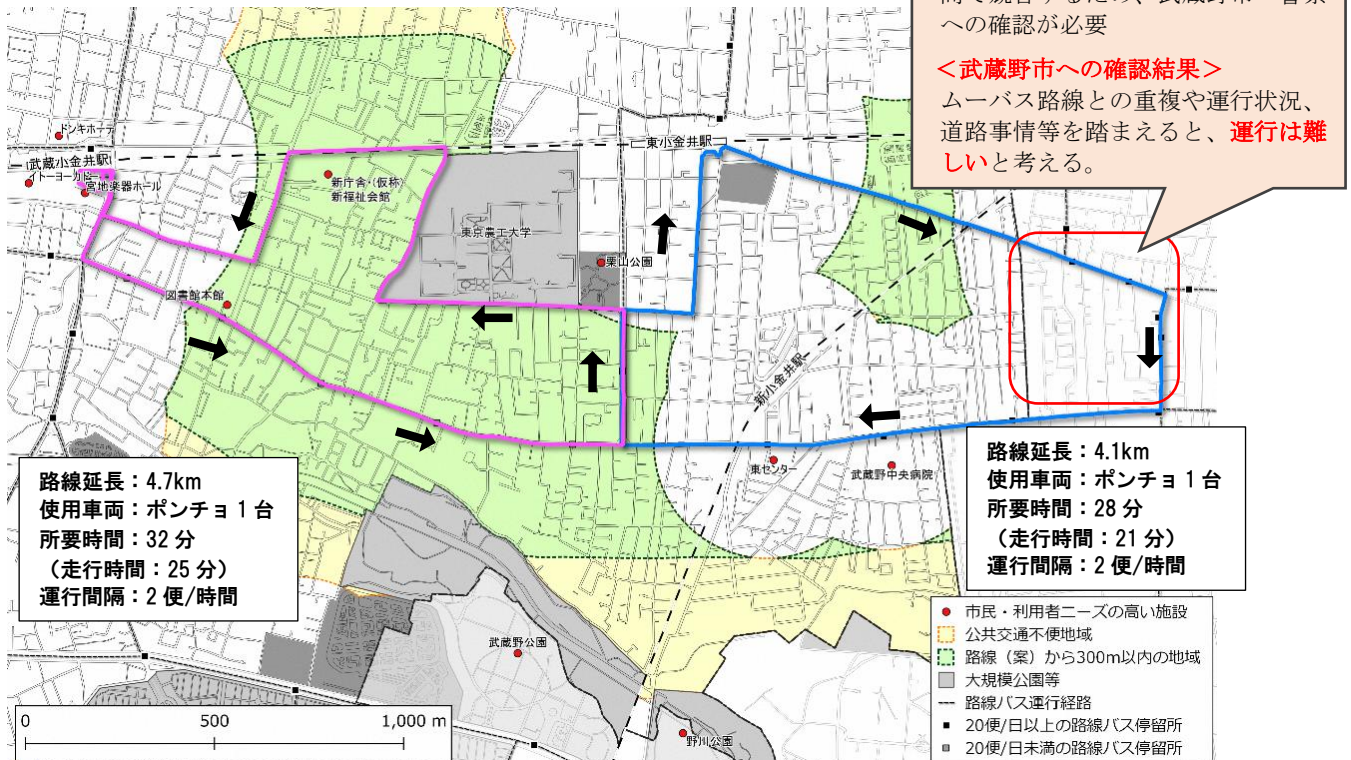 への確認が必要
＜武蔵野市への確認結果＞
ムーバス路線との重複や運行状況、
道路事情等を踏まえると、運行は難
しいと考える。
ドンキホーテ
武蔵小金井駅
イトーヨーカドー
宮地楽器ホール
東小金井駅
新庁舎・(仮称)
新福祉会館
東京農工大学
栗山公園
図書館本館
新小金井駅
東センター
武蔵野中央病院
路線延長：4.7km
使用車両：ポンチョ 1 台
所要時間：32 分
（走行時間：25 分）
運行間隔：2 便/時間
路線延長：4.1km
使用車両：ポンチョ 1 台
所要時間：28 分
（走行時間：21 分）
運行間隔：2 便/時間
武蔵野公園
野川公園
市民・利用者ニーズの高い施設
公共交通不便地域
路線（案）から300m以内の地域
大規模公園等
路線バス運行経路
20便/日以上の路線バス停留所
20便/日未満の路線バス停留所
0 500 1,000 m